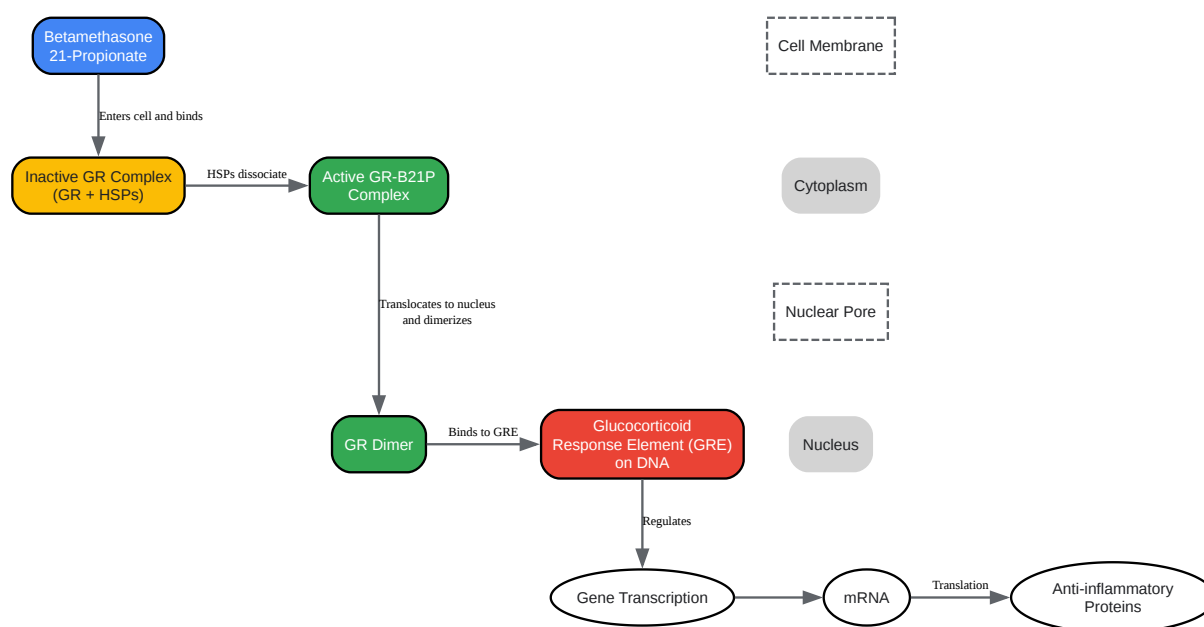 Betamethasone
21-Propionate
Cell Membrane
Enters cell and binds
Inactive GR Complex
(GR + HSPs)
HSPs dissociate
Active GR-B21P
Complex
Cytoplasm
Translocates to nucleus
and dimerizes
Nuclear Pore
GR Dimer
Binds to GRE
Glucocorticoid
Response Element (GRE)
on DNA
Nucleus
Regulates
Gene Transcription
mRNA
Translation
Anti-inflammatory
Proteins